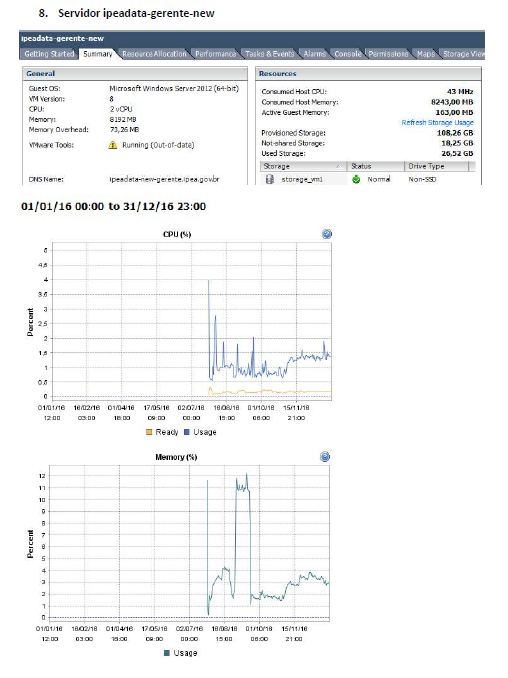 8. Servidor ipeadata-gerente-new
ipeadata-gerente-new
Getting Started Summary Resource Allocation Performance Tasks & Events Alarms Console Permissions Maps Storage View
General
Guest OS: Microsoft Windows Server 2012 (64-bit)
VM Version: 8
CPU: 2 vCPU
Memory: 8192 MB
Memory Overhead: 73,26 MB
VMware Tools: Running (Out-of-date)
DNS Name: ipeadata-new-gerente.ipea.gov.br
Resources
Consumed Host CPU: 43 MHz
Consumed Host Memory: 8243,00 MB
Active Guest Memory: 163,00 MB
Refresh Storage Usage
Provisioned Storage: 108,26 GB
Not-shared Storage: 18,25 GB
Used Storage: 26,52 GB
Storage Status Drive Type
storage_vm1 Normal Non-SSD
01/01/16 00:00 to 31/12/16 23:00
CPU (%)
Percent
5
4,5
4
3,5
3
2,5
2
1,5
1
0,5
0
01/01/16 16/02/16 01/04/16 17/05/16 02/07/16 16/08/16 01/10/16 15/11/16
12:00 03:00 18:00 09:00 00:00 15:00 06:00 21:00
Ready Usage
Memory (%)
Percent
12
11
10
9
8
7
6
5
4
3
2
1
0
01/01/16 16/02/16 01/04/16 17/05/16 02/07/16 16/08/16 01/10/16 15/11/16
12:00 03:00 18:00 09:00 00:00 15:00 06:00 21:00
Usage